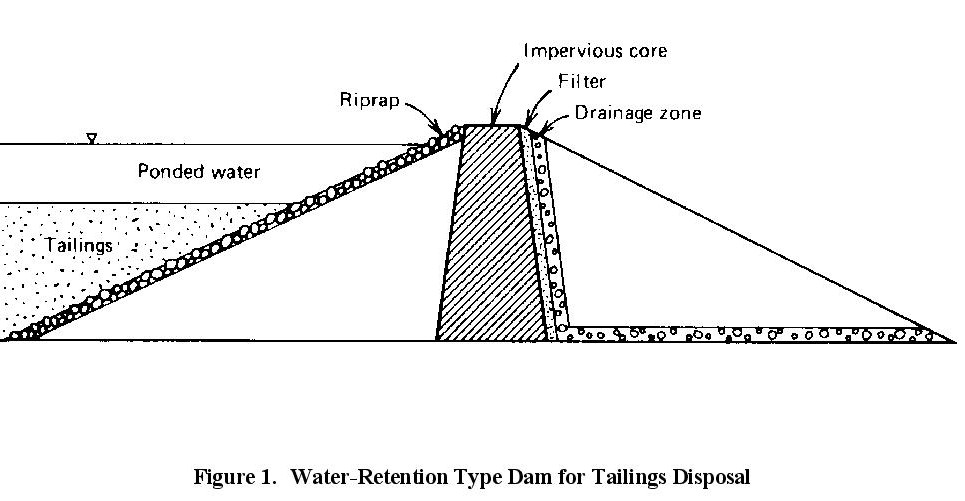 Impervious core
Filter
Riprap
Drainage zone
Ponded water
Tailings
Figure 1. Water-Retention Type Dam for Tailings Disposal